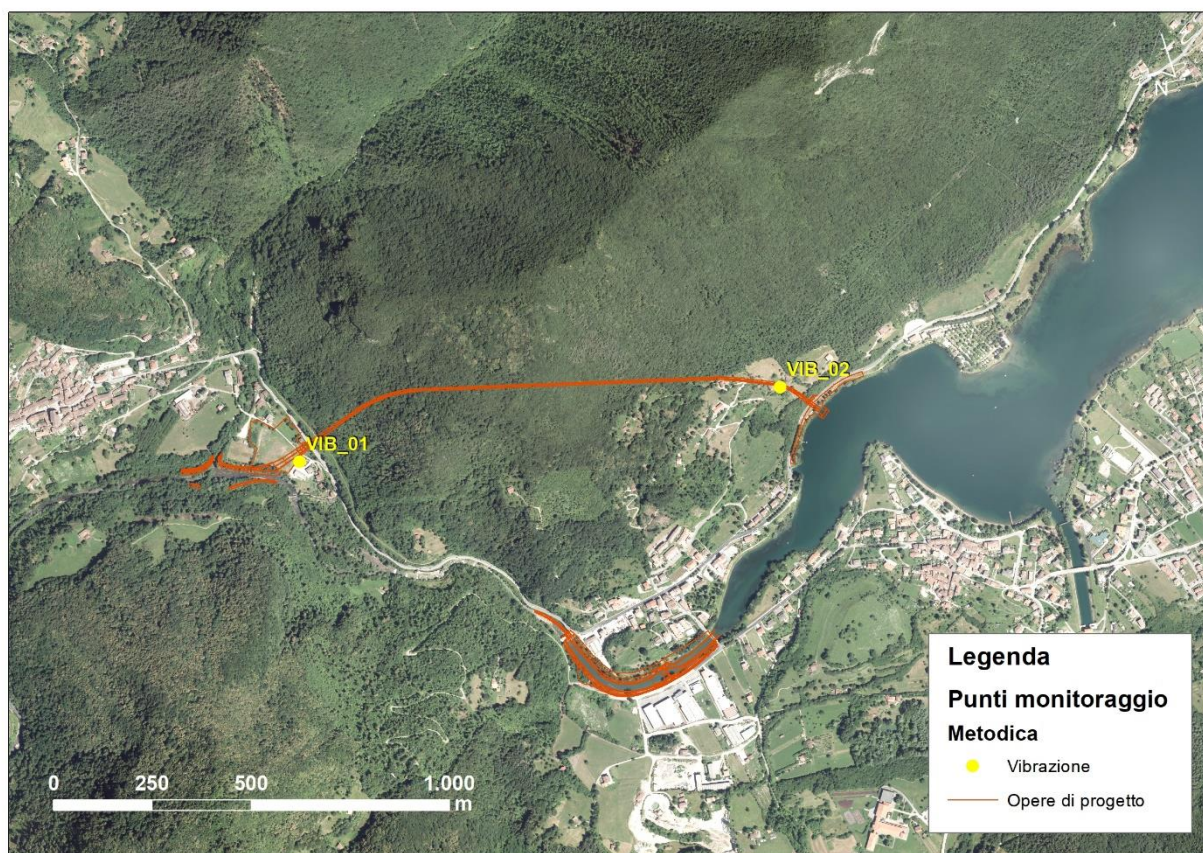 N
VIB_02
VIB_01
Legenda
Punti monitoraggio
Metodica
Vibrazione
Opere di progetto
0 250 500 1.000
m